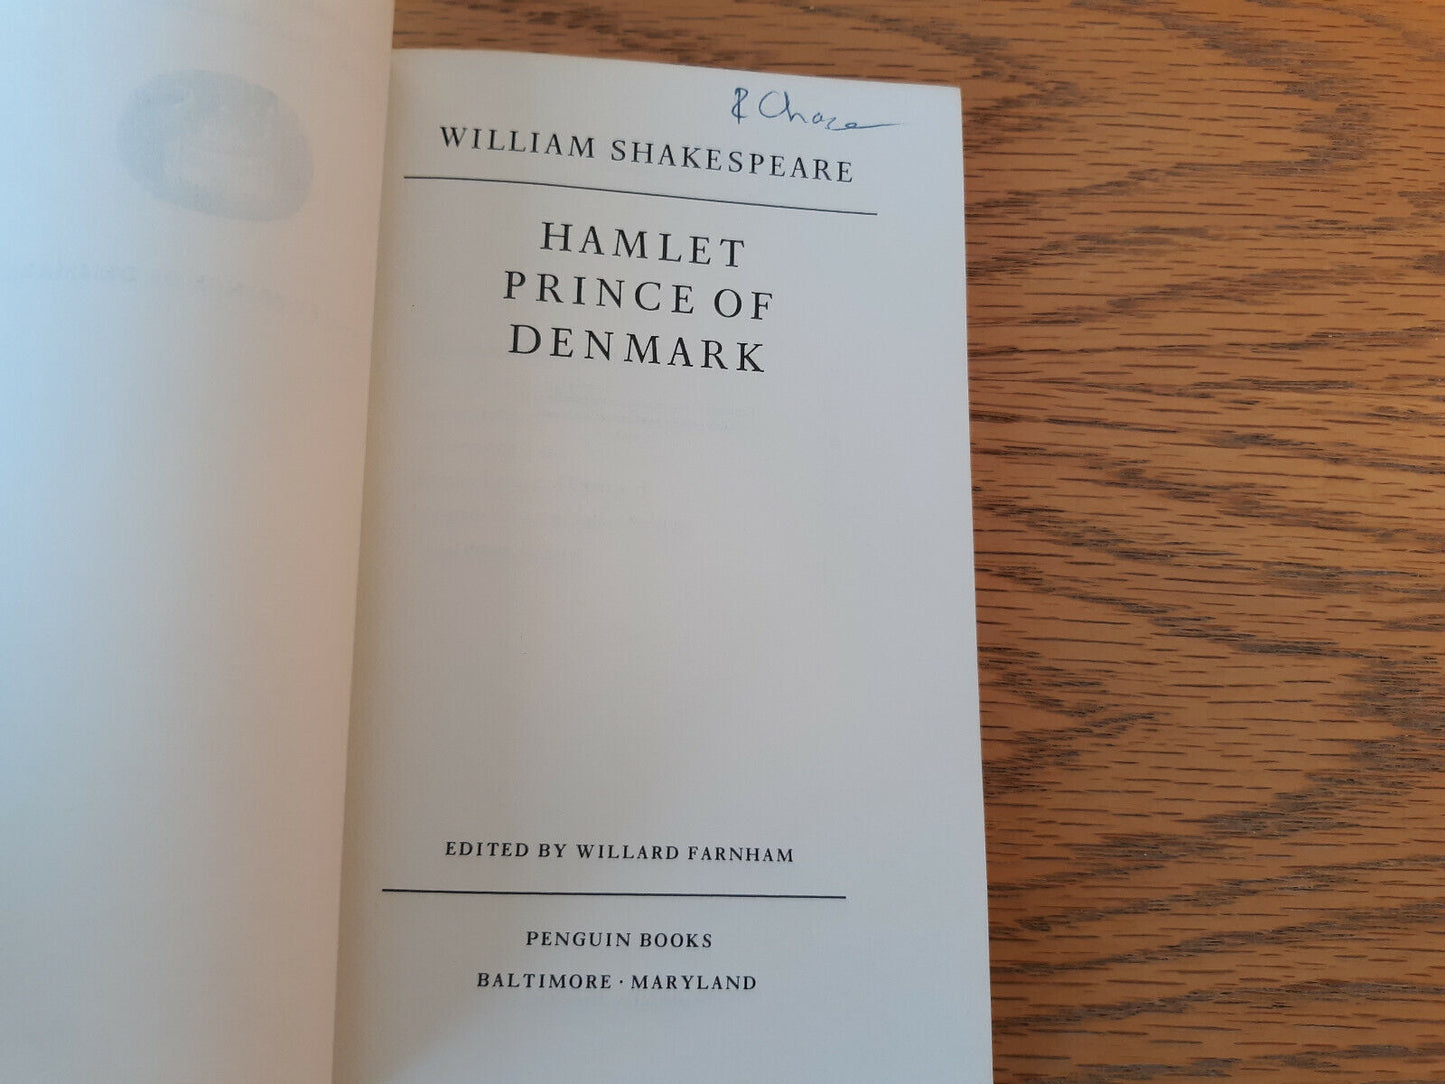 R Chase
WILLIAM SHAKESPEARE
HAMLET
PRINCE OF
DENMARK
EDITED BY WILLARD FARNHAM
PENGUIN BOOKS
BALTIMORE · MARYLAND